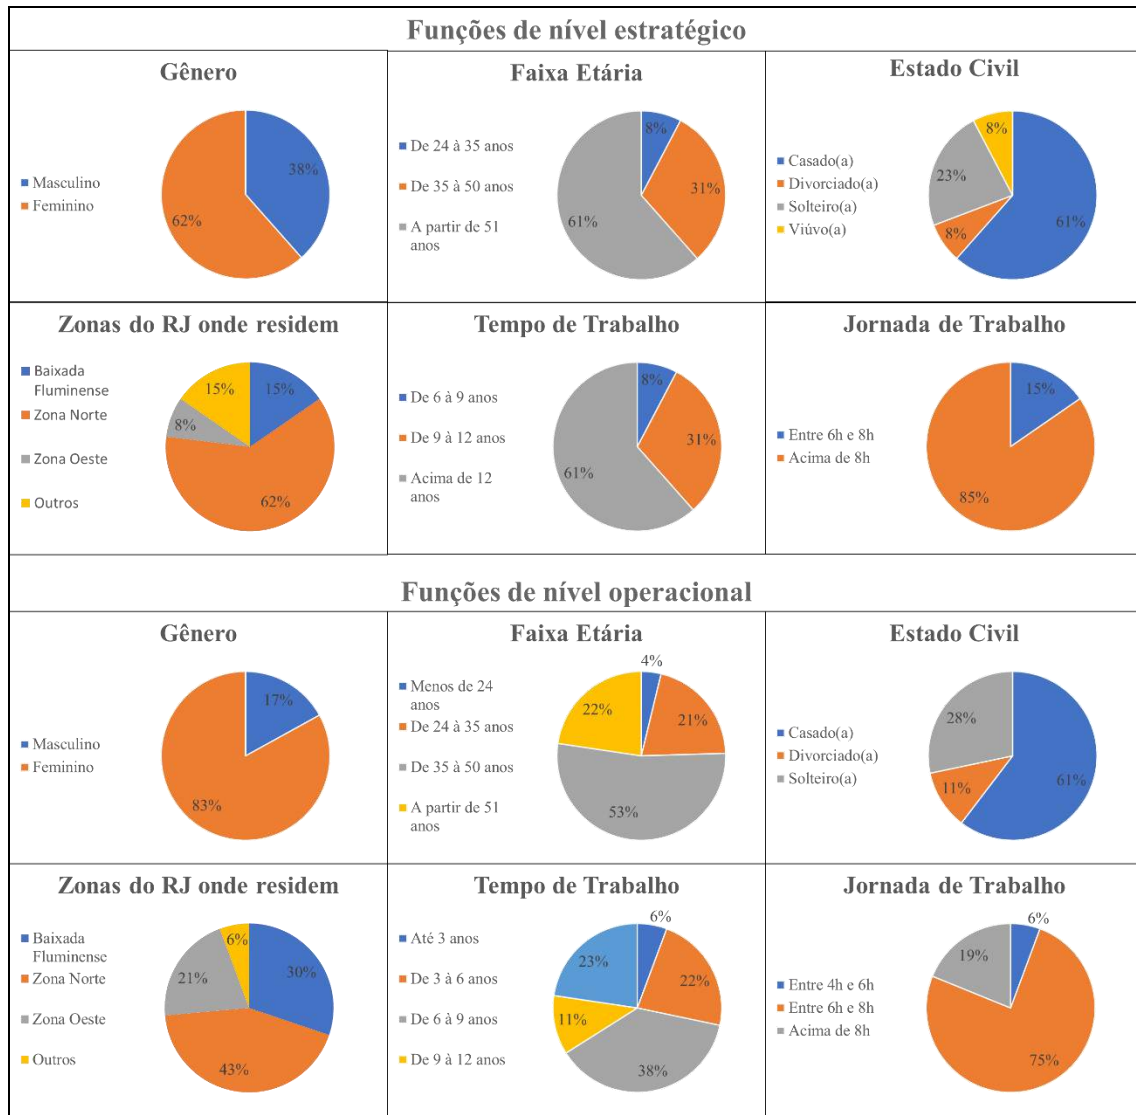 Funções de nível estratégico
Gênero
Masculino
Feminino
38%
62%
Faixa Etária
De 24 à 35 anos
De 35 à 50 anos
A partir de 51
anos
8%
31%
61%
Estado Civil
Casado(a)
Divorciado(a)
Solteiro(a)
Viúvo(a)
8%
23%
8%
61%
Zonas do RJ onde residem
Baixada
Fluminense
Zona Norte
Zona Oeste
Outros
15%
15%
8%
62%
Tempo de Trabalho
De 6 à 9 anos
De 9 à 12 anos
Acima de 12
anos
8%
31%
61%
Jornada de Trabalho
Entre 6h e 8h
Acima de 8h
15%
85%
Funções de nível operacional
Gênero
Masculino
Feminino
17%
83%
Faixa Etária
Menos de 24
anos
De 24 à 35 anos
De 35 à 50 anos
A partir de 51
anos
4%
22%
21%
53%
Estado Civil
Casado(a)
Divorciado(a)
Solteiro(a)
28%
11%
61%
Zonas do RJ onde residem
Baixada
Fluminense
Zona Norte
Zona Oeste
Outros
6%
30%
21%
43%
Tempo de Trabalho
Até 3 anos
De 3 à 6 anos
De 6 à 9 anos
De 9 à 12 anos
6%
23%
22%
11%
38%
Jornada de Trabalho
Entre 4h e 6h
Entre 6h e 8h
Acima de 8h
6%
19%
75%